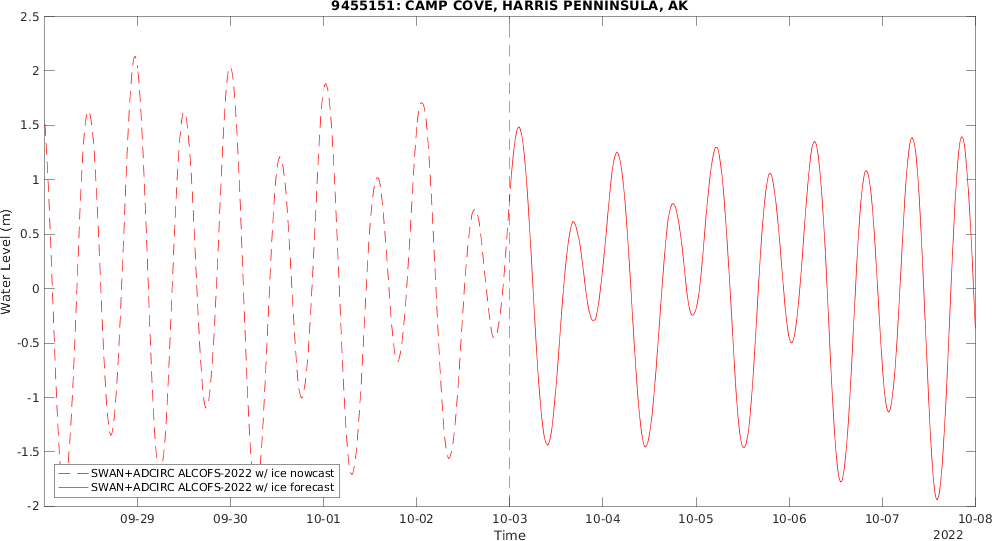 9455151: CAMP COVE, HARRIS PENNINSULA, AK
2.5
2
1.5
1
0.5
0
-0.5
-1
-1.5
-2
Water Level (m)
SWAN+ADCIRC ALCOFS-2022 w/ ice nowcast
SWAN+ADCIRC ALCOFS-2022 w/ ice forecast
09-29 09-30 10-01 10-02 10-03 10-04 10-05 10-06 10-07 10-08
Time
2022